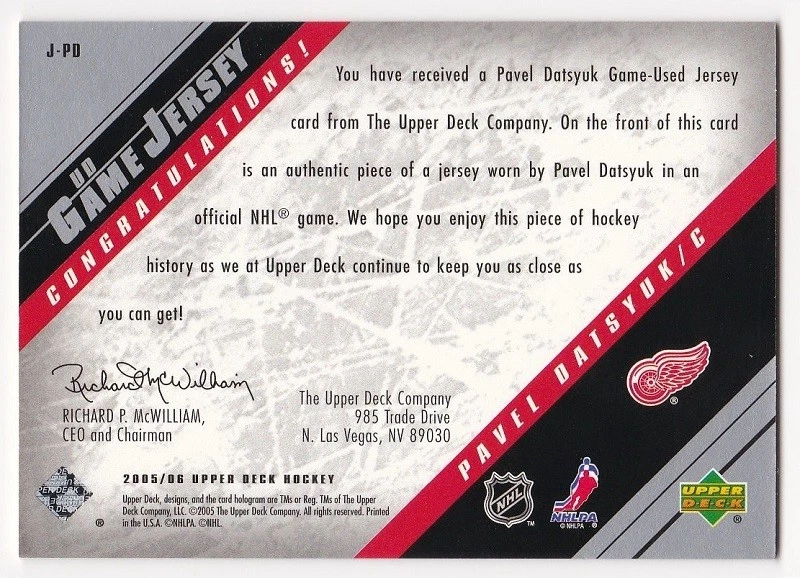 J-PD
UD
GAME JERSEY
CONGRATULATIONS!
You have received a Pavel Datsyuk Game-Used Jersey
card from The Upper Deck Company. On the front of this card
is an authentic piece of a jersey worn by Pavel Datsyuk in an
official NHL® game. We hope you enjoy this piece of hockey
history as we at Upper Deck continue to keep you as close as
you can get!
Richard McWilliam
RICHARD P. McWILLIAM,
CEO and Chairman
The Upper Deck Company
985 Trade Drive
N. Las Vegas, NV 89030
PAVEL DATSYUK/C
®
2005/06 UPPER DECK HOCKEY
Upper Deck, designs, and the card hologram are TMs or Reg. TMs of The Upper
Deck Company, LLC. ©2005 The Upper Deck Company. All rights reserved. Printed
in the U.S.A. ©NHLPA. ©NHL.
®
NHL
TM
NHLPA
© NHLPA
UPPER
DECK
®